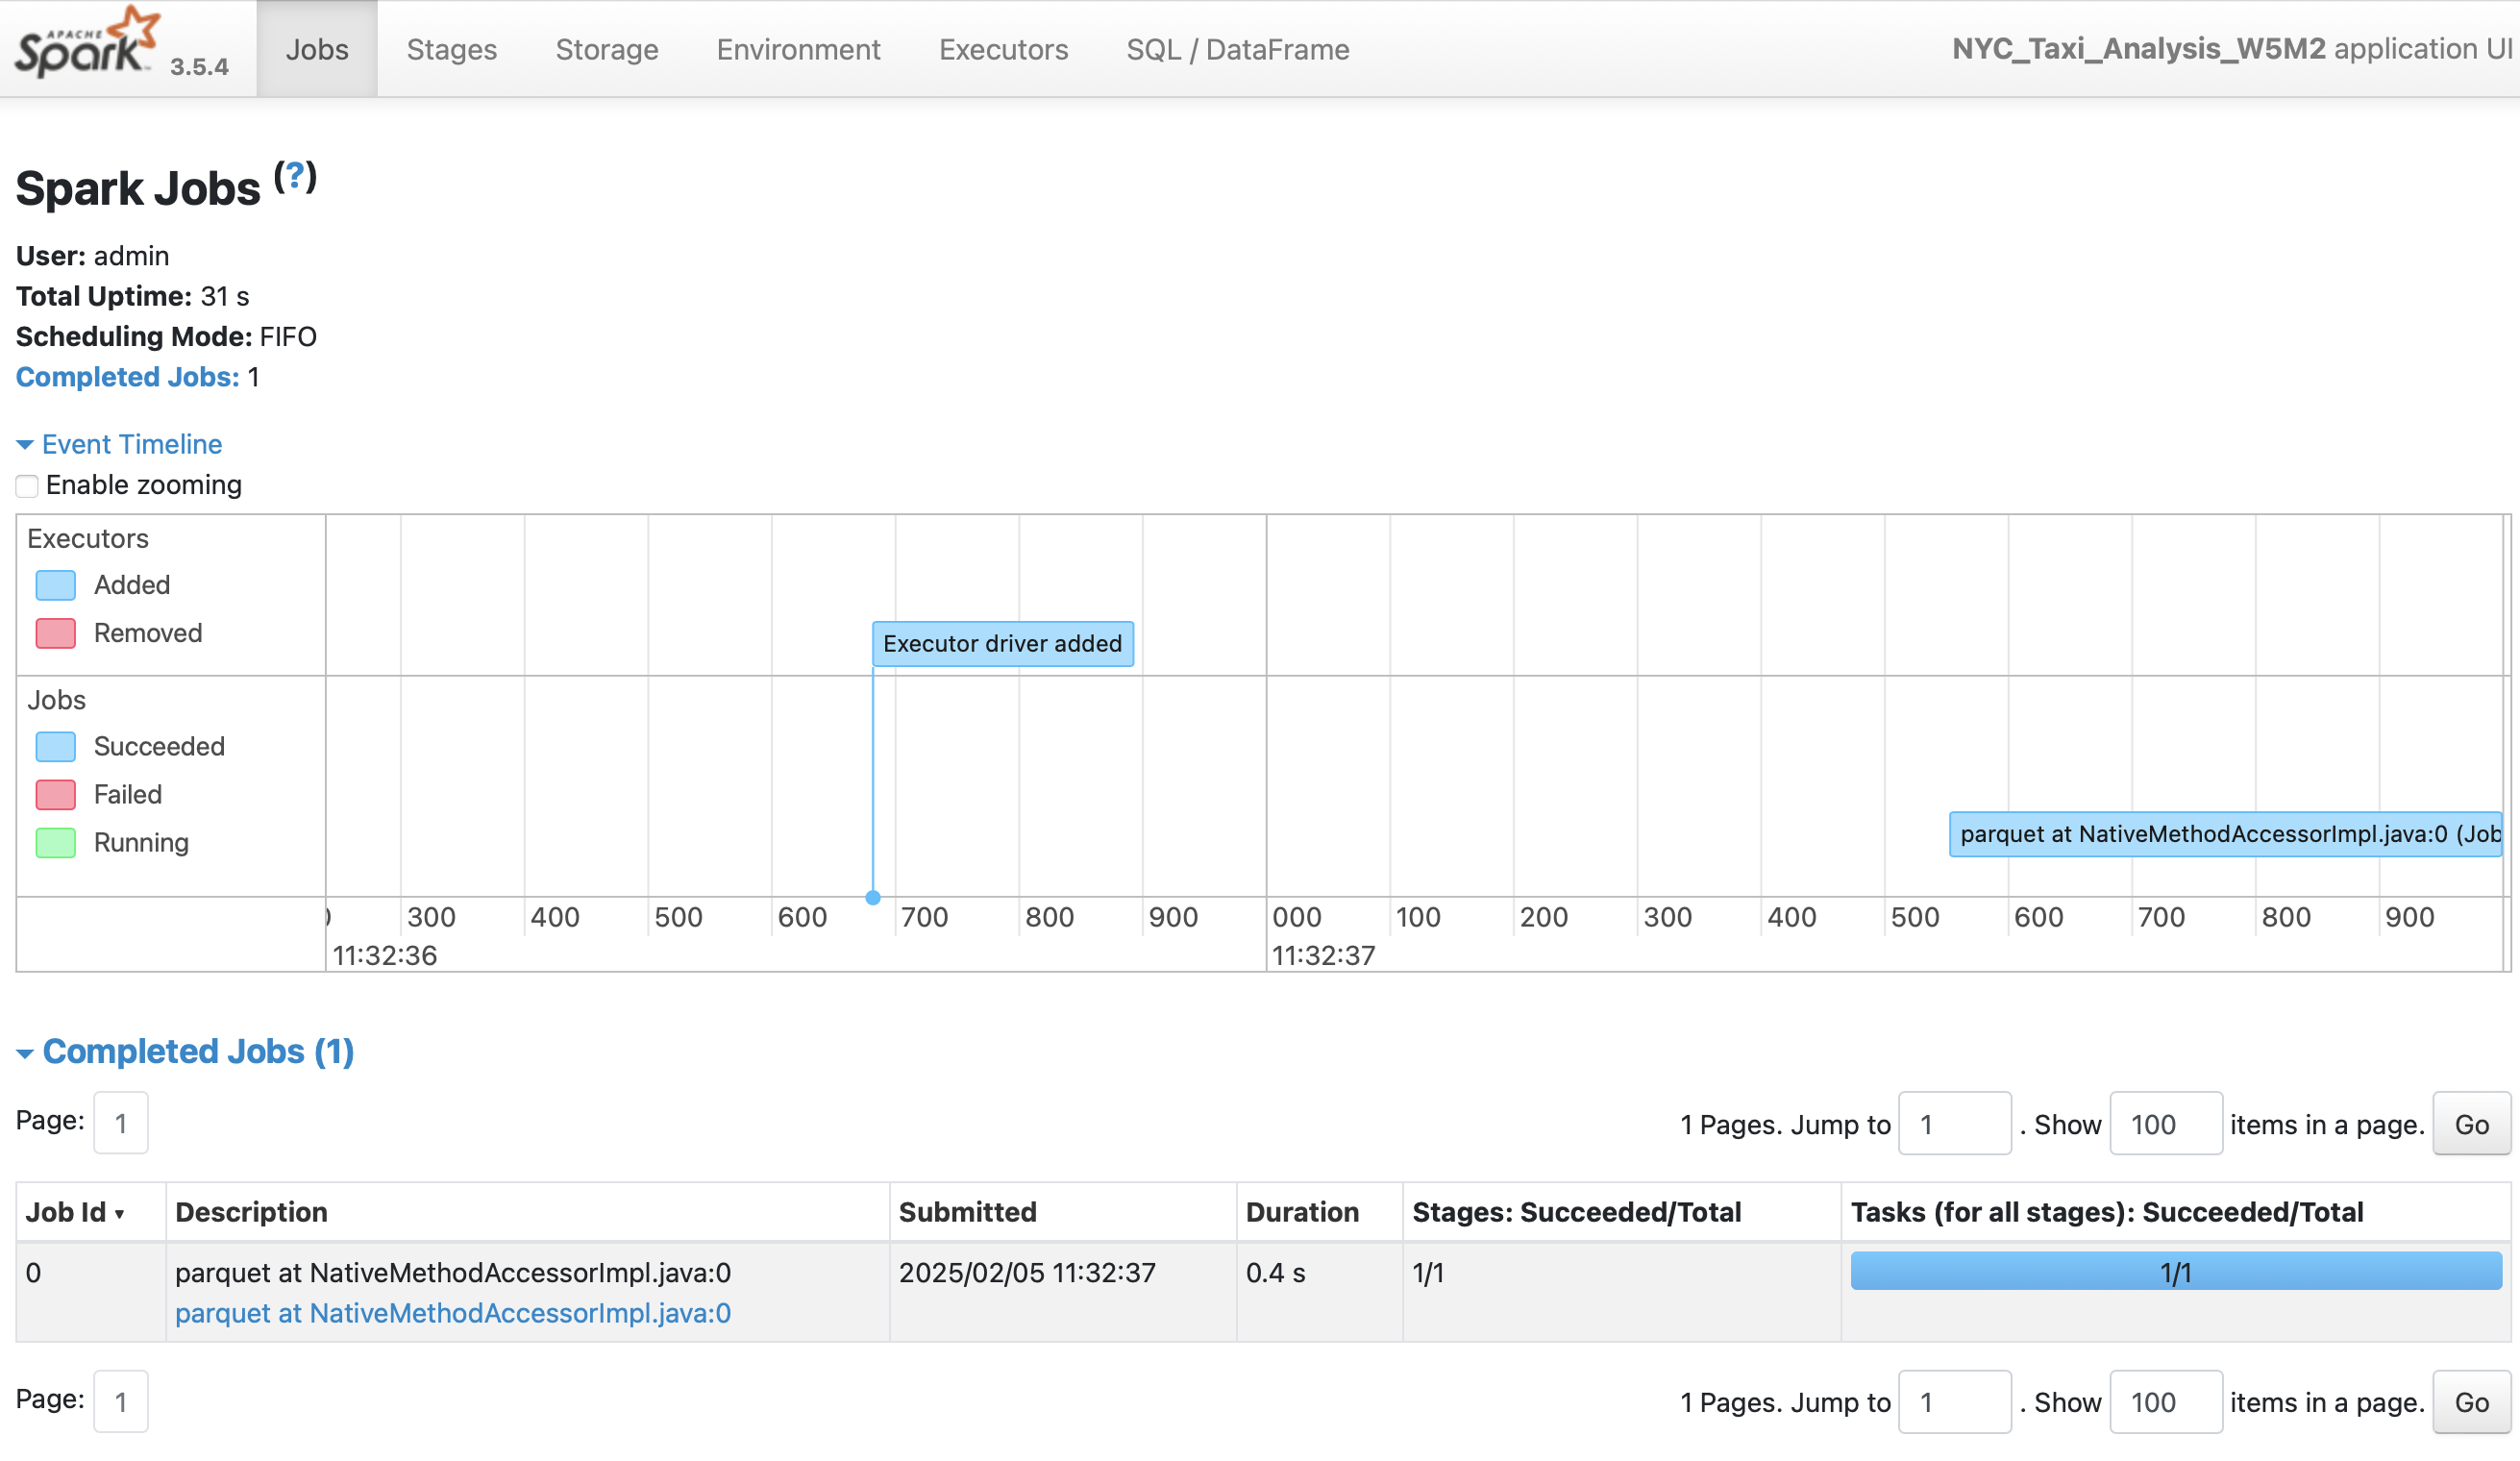 APACHE
Spark 3.5.4 Jobs Stages Storage Environment Executors SQL / DataFrame NYC_Taxi_Analysis_W5M2 application UI
Spark Jobs (?)
User: admin
Total Uptime: 31 s
Scheduling Mode: FIFO
Completed Jobs: 1
Event Timeline
Enable zooming
Executors
Added
Removed
Executor driver added
Jobs
Succeeded
Failed
Running
parquet at NativeMethodAccessorImpl.java:0 (Job
300 400 500 600 700 800 900 000 100 200 300 400 500 600 700 800 900
11:32:36 11:32:37
Completed Jobs (1)
Page: 1 1 Pages. Jump to 1 . Show 100 items in a page. Go
Job Id ▾ Description Submitted Duration Stages: Succeeded/Total Tasks (for all stages): Succeeded/Total
0 parquet at NativeMethodAccessorImpl.java:0 2025/02/05 11:32:37 0.4 s 1/1 1/1
parquet at NativeMethodAccessorImpl.java:0
Page: 1 1 Pages. Jump to 1 . Show 100 items in a page. Go